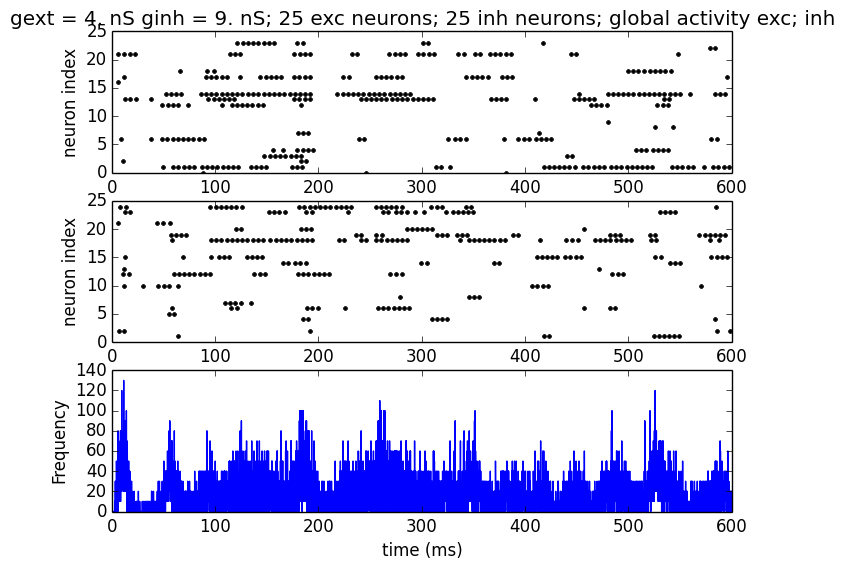 gext = 4. nS ginh = 9. nS; 25 exc neurons; 25 inh neurons; global activity exc; inh
25
20
15
10
5
0
neuron index
0 100 200 300 400 500 600
25
20
15
10
5
0
neuron index
0 100 200 300 400 500 600
140
120
100
80
60
40
20
0
Frequency
0 100 200 300 400 500 600
time (ms)